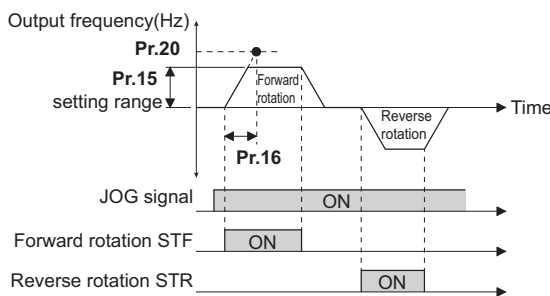 Output frequency(Hz)
Pr.20
Pr.15
setting range
Forward
rotation
Time
Reverse
rotation
Pr.16
JOG signal
ON
Forward rotation STF
ON
Reverse rotation STR
ON